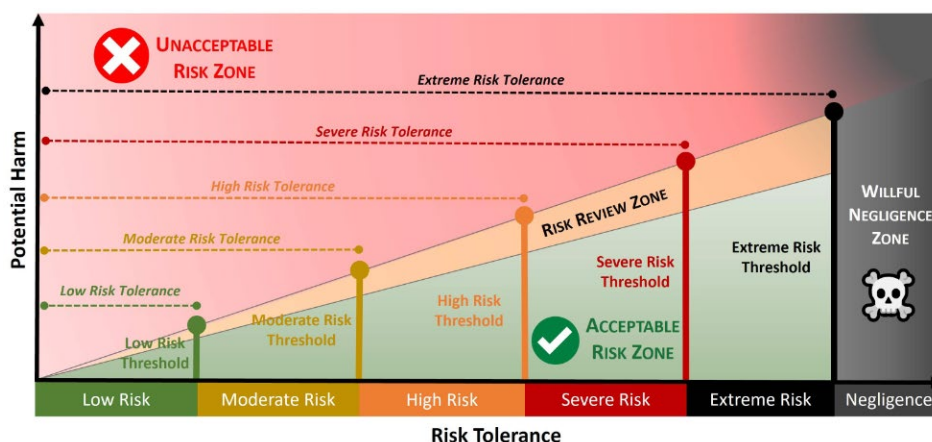 UNACCEPTABLE
RISK ZONE
Extreme Risk Tolerance
Severe Risk Tolerance
High Risk Tolerance
Moderate Risk Tolerance
Low Risk Tolerance
Potential Harm
RISK REVIEW ZONE
WILLFUL
NEGLIGENCE
ZONE
Low Risk
Threshold
Moderate Risk
Threshold
High Risk
Threshold
Severe Risk
Threshold
Extreme Risk
Threshold
ACCEPTABLE
RISK ZONE
Low Risk
Moderate Risk
High Risk
Severe Risk
Extreme Risk
Negligence
Risk Tolerance